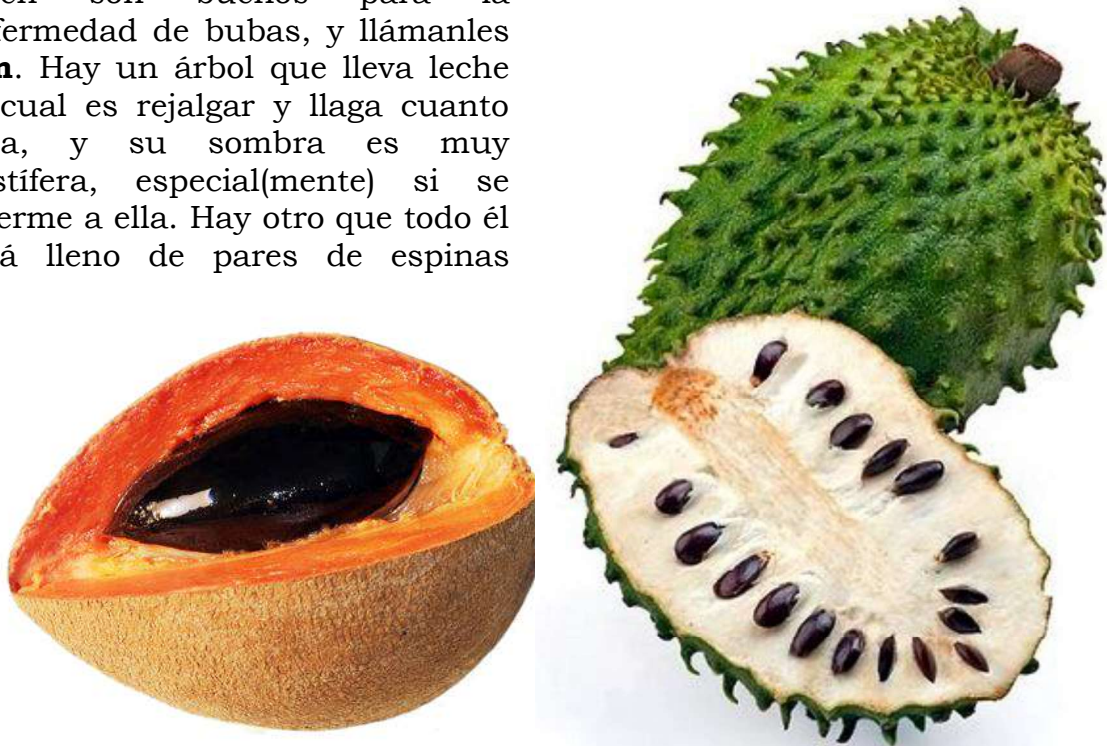 en son buenos para la
fermedad de bubas, y llámanles
n. Hay un árbol que lleva leche
cual es rejalgar y llaga cuanto
a, y su sombra es muy
stífera, especial(mente) si se
erme a ella. Hay otro que todo él
á lleno de pares de espinas